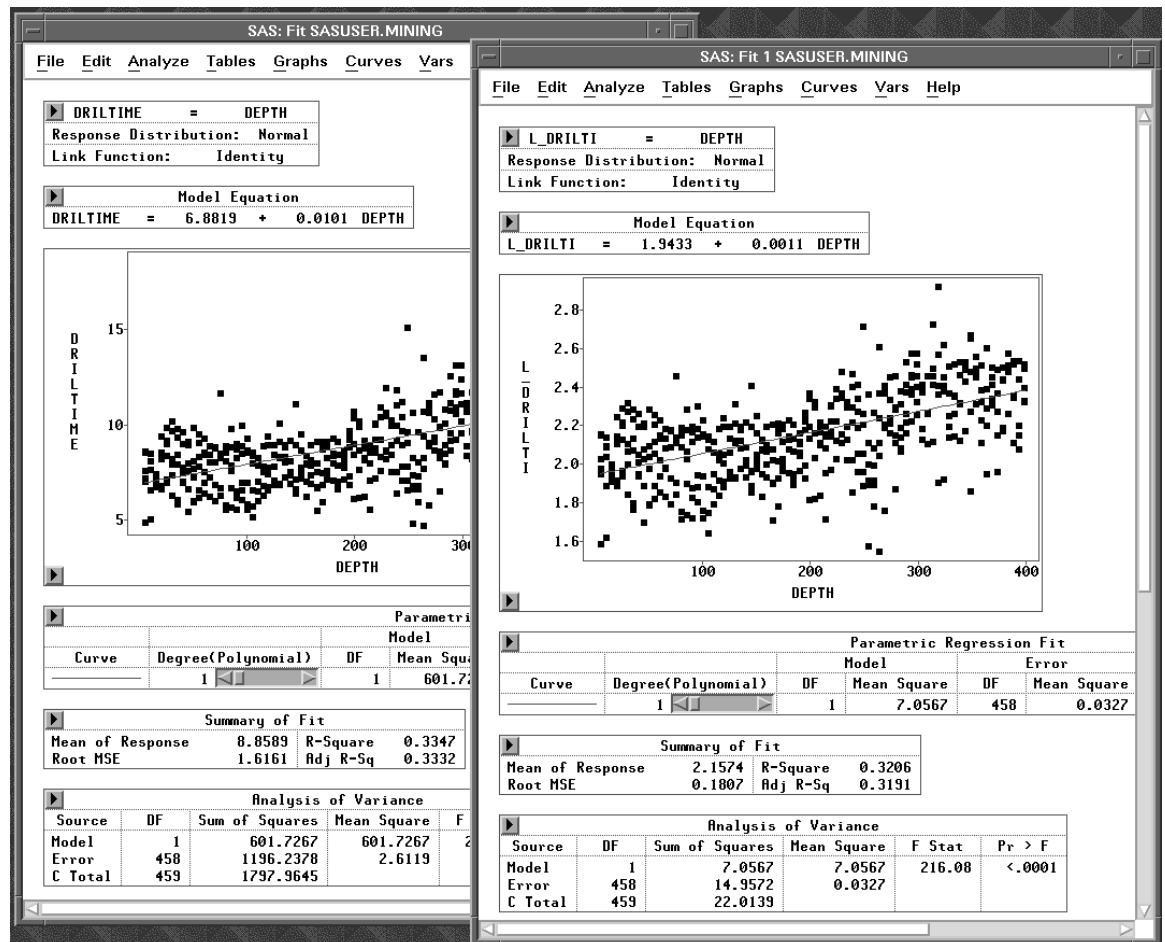 SAS: Fit SASUSER.MINING
File Edit Analyze Tables Graphs Curves Vars
DRILTIME = DEPTH
Response Distribution: Normal
Link Function: Identity
Model Equation
DRILTIME = 6.8819 + 0.0101 DEPTH
DRILTIME
15
10
5
100 200 300
DEPTH
Parametri
Model
Curve Degree(Polynomial) DF Mean Squa
1 1 601.72
Summary of Fit
Mean of Response 8.8589 R-Square 0.3347
Root MSE 1.6161 Adj R-Sq 0.3332
Analysis of Variance
Source DF Sum of Squares Mean Square F
Model 1 601.7267 601.7267 2
Error 458 1196.2378 2.6119
C Total 459 1797.9645
SAS: Fit 1 SASUSER.MINING
File Edit Analyze Tables Graphs Curves Vars Help
L_DRILTI = DEPTH
Response Distribution: Normal
Link Function: Identity
Model Equation
L_DRILTI = 1.9433 + 0.0011 DEPTH
L_DRILTI
2.8
2.6
2.4
2.2
2.0
1.8
1.6
100 200 300 400
DEPTH
Parametric Regression Fit
Model Error
Curve Degree(Polynomial) DF Mean Square DF Mean Square
1 1 7.0567 458 0.0327
Summary of Fit
Mean of Response 2.1574 R-Square 0.3206
Root MSE 0.1807 Adj R-Sq 0.3191
Analysis of Variance
Source DF Sum of Squares Mean Square F Stat Pr > F
Model 1 7.0567 7.0567 216.08 <.0001
Error 458 14.9572 0.0327
C Total 459 22.0139